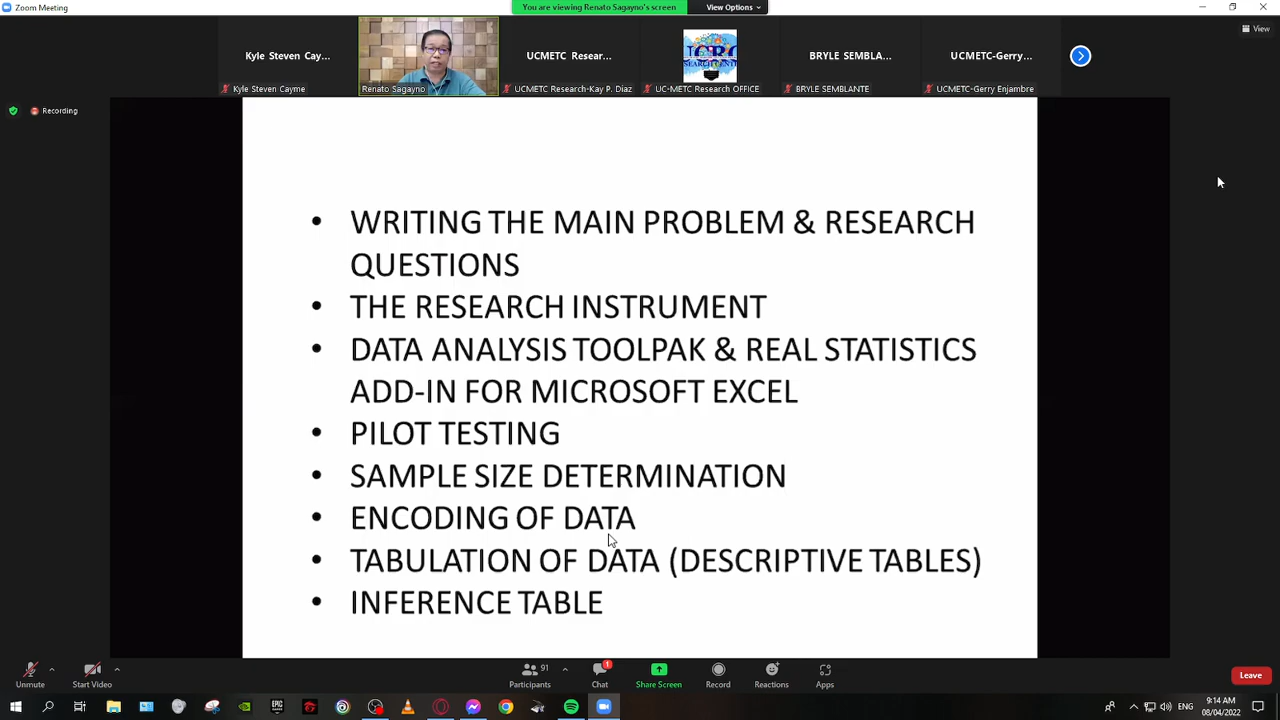 Zoom Meeting
You are viewing Renato Sagayno's screen
View Options
View
Kyle Steven Cay...
UCMETC Resear...
BRYLE SEMBLA...
UCMETC-Gerry...
Kyle Steven Cayme
Renato Sagayno
UCMETC Research-Kay P. Diaz
UC-METC Research OFFICE
BRYLE SEMBLANTE
UCMETC-Gerry Enjambre
Recording
• WRITING THE MAIN PROBLEM & RESEARCH
QUESTIONS
• THE RESEARCH INSTRUMENT
• DATA ANALYSIS TOOLPAK & REAL STATISTICS
ADD-IN FOR MICROSOFT EXCEL
• PILOT TESTING
• SAMPLE SIZE DETERMINATION
• ENCODING OF DATA
• TABULATION OF DATA (DESCRIPTIVE TABLES)
• INFERENCE TABLE
Unmute
Start Video
91
Participants
1
Chat
Share Screen
Record
Reactions
Apps
Leave
EPIC
ENG
9:14 AM
08/04/2022